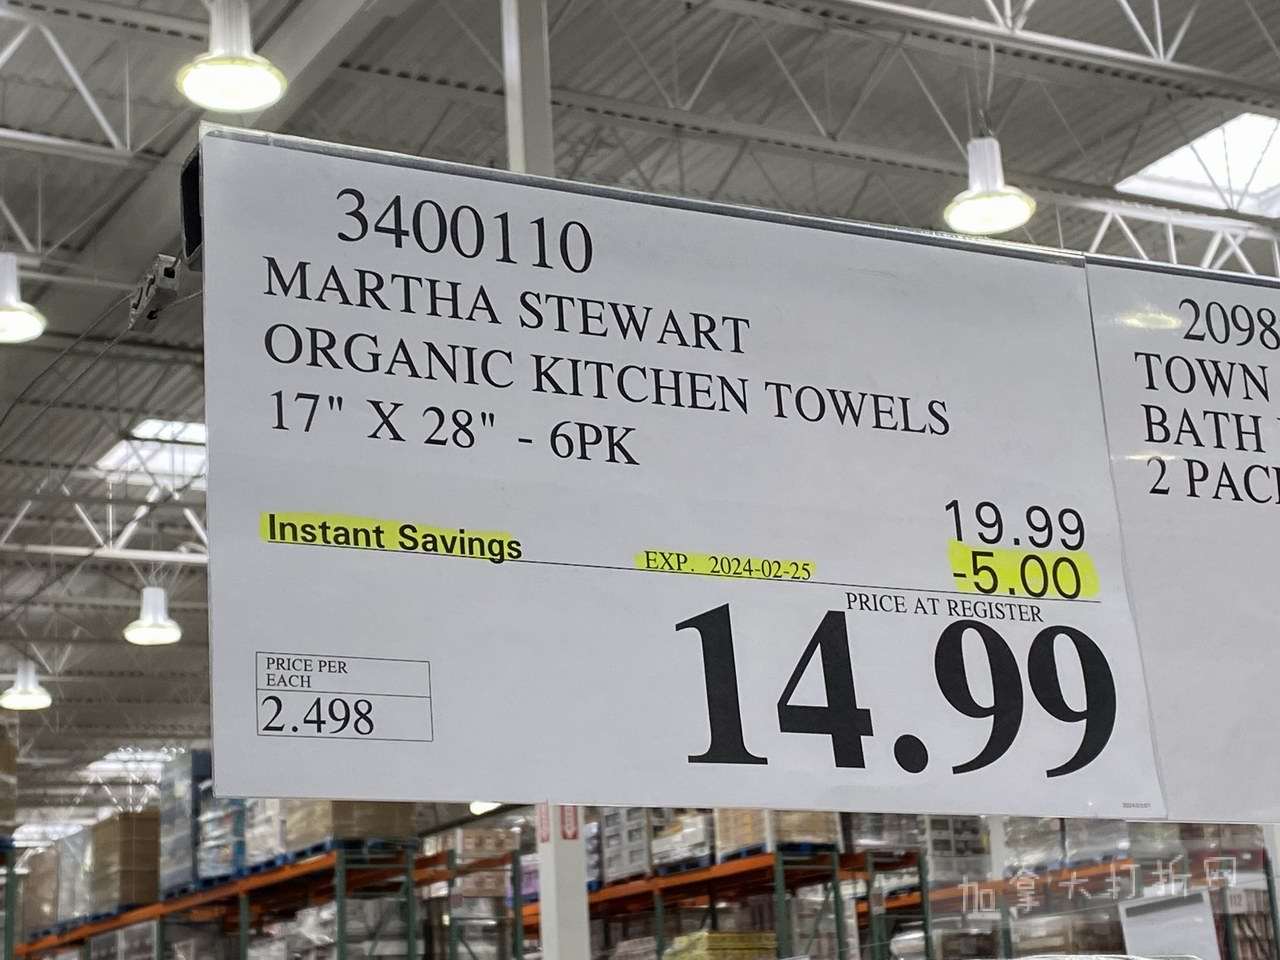 3400110
MARTHA STEWART
ORGANIC KITCHEN TOWELS
17" X 28" - 6PK
19.99
Instant Savings
EXP. 2024-02-25
-5.00
PRICE AT REGISTER
14.99
PRICE PER
EACH
2.498
2098
TOWN
BATH
2 PAC
加拿大打折网